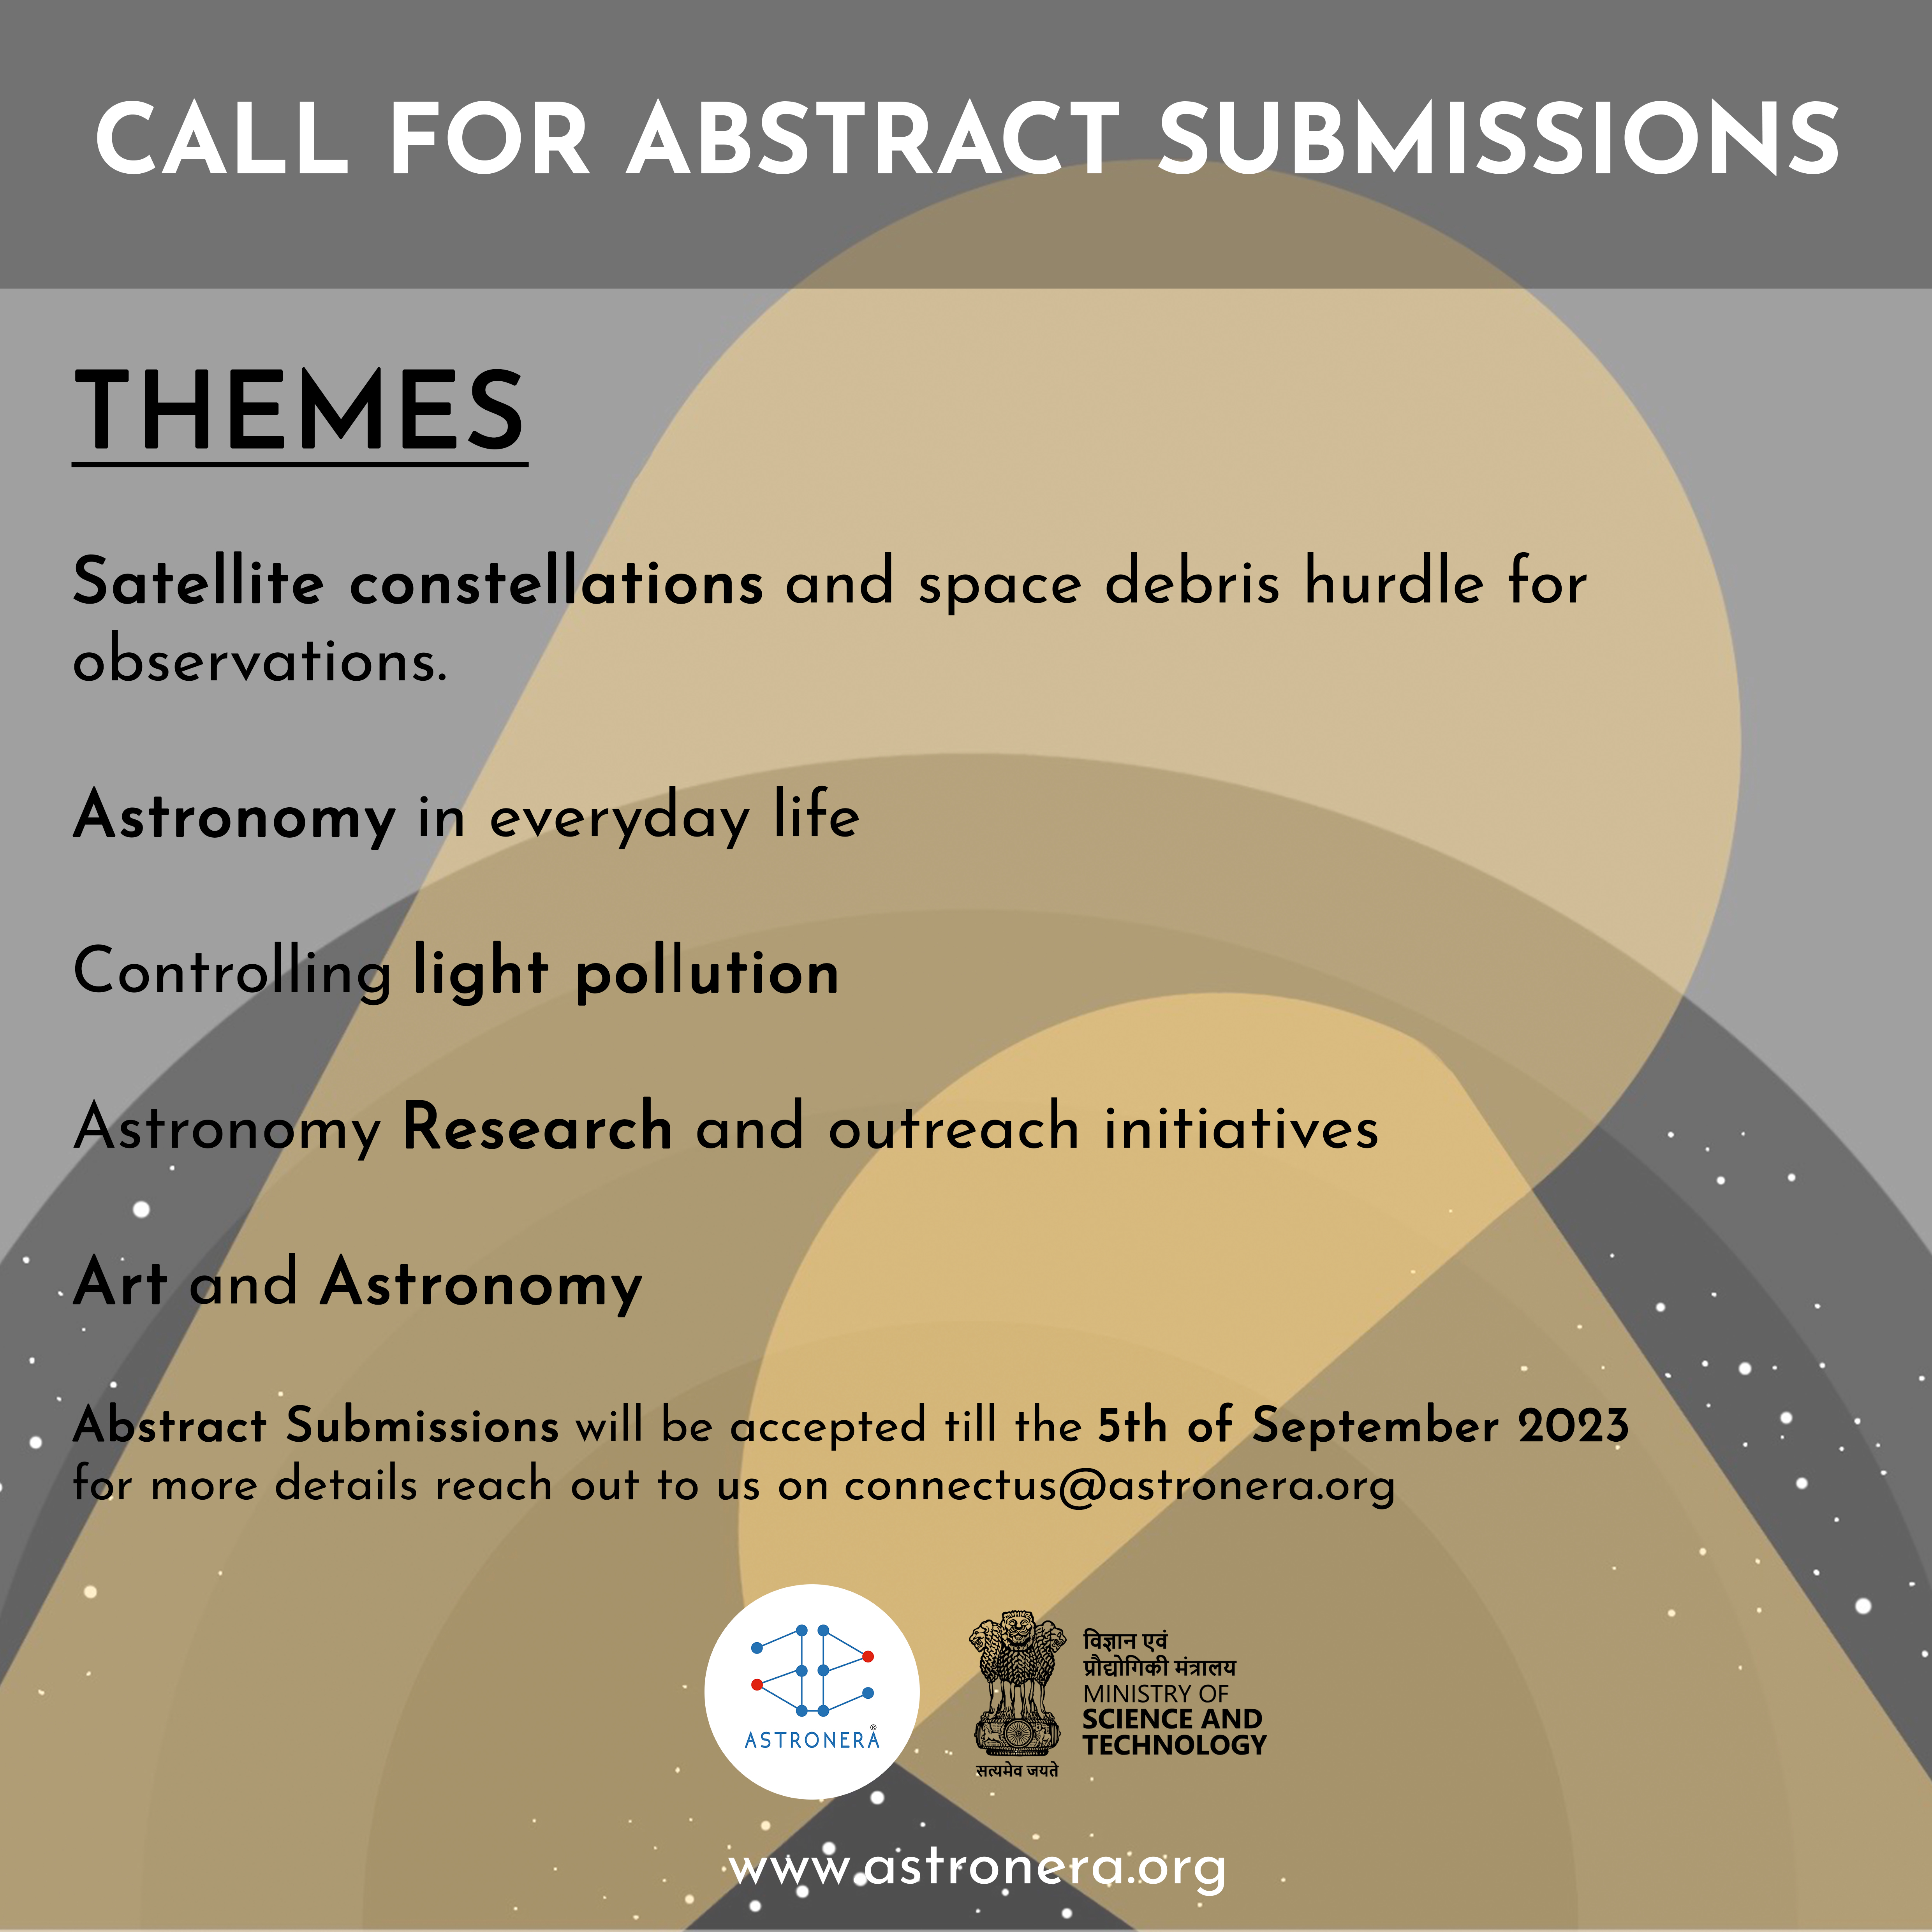 CALL FOR ABSTRACT SUBMISSIONS
THEMES
Satellite constellations and space debris hurdle for
observations.
Astronomy in everyday life
Controlling light pollution
Astronomy Research and outreach initiatives
Art and Astronomy
Abstract Submissions will be accepted till the 5th of September 2023
for more details reach out to us on connectus@astronera.org
ASTRONERA®
विज्ञान एवं
प्रौद्योगिकी मंत्रालय
MINISTRY OF
SCIENCE AND
TECHNOLOGY
सत्यमेव जयते
www.astronera.org